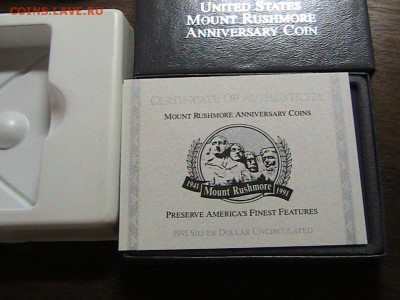 COINS.LAVE.RU
UNITED STATES
MOUNT RUSHMORE
ANNIVERSARY COIN
CERTIFICATE OF AUTHENTICITY
MOUNT RUSHMORE ANNIVERSARY COINS
1941 Mount Rushmore 1991
PRESERVE AMERICA'S FINEST FEATURES
1991 SILVER DOLLAR UNCIRCULATED